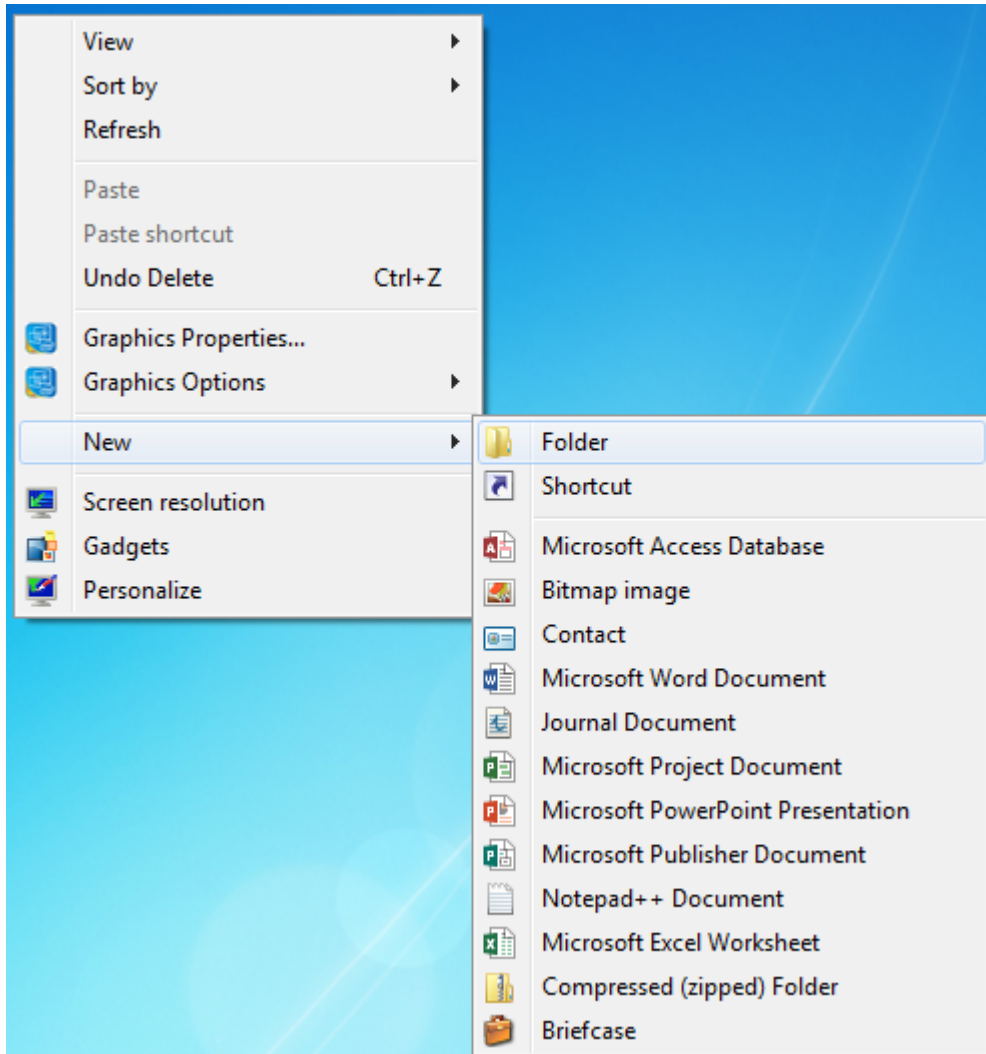 View
Sort by
Refresh
Paste
Paste shortcut
Undo Delete Ctrl+Z
Graphics Properties...
Graphics Options
New
Screen resolution
Gadgets
Personalize
Folder
Shortcut
Microsoft Access Database
Bitmap image
Contact
Microsoft Word Document
Journal Document
Microsoft Project Document
Microsoft PowerPoint Presentation
Microsoft Publisher Document
Notepad++ Document
Microsoft Excel Worksheet
Compressed (zipped) Folder
Briefcase